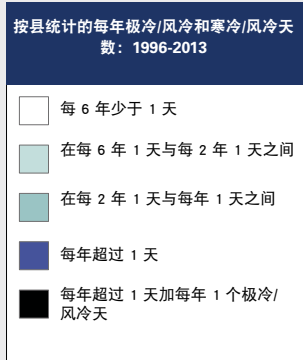 按县统计的每年极冷/风冷和寒冷/风冷天
数：1996-2013
每 6 年少于 1 天
在每 6 年 1 天与每 2 年 1 天之间
在每 2 年 1 天与每年 1 天之间
每年超过 1 天
每年超过 1 天加每年 1 个极冷/
风冷天